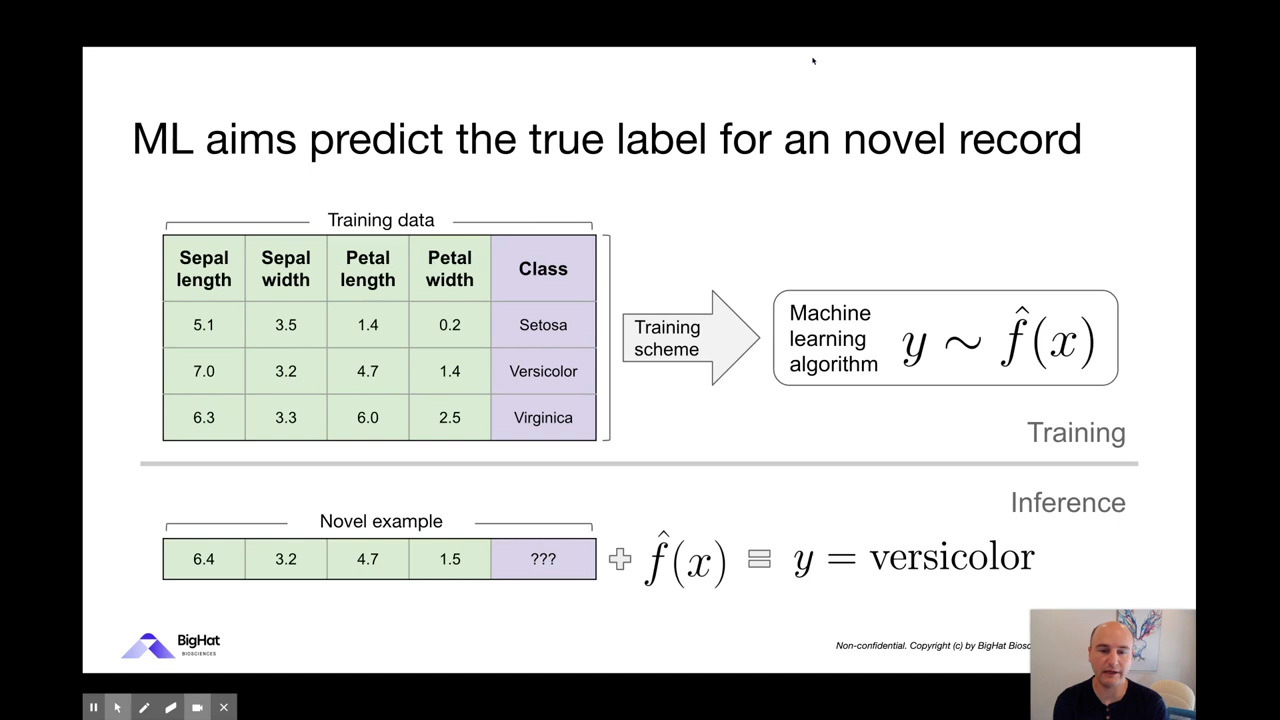 ML aims predict the true label for an novel record
Training data
Sepal length Sepal width Petal length Petal width Class
5.1 3.5 1.4 0.2 Setosa
7.0 3.2 4.7 1.4 Versicolor
6.3 3.3 6.0 2.5 Virginica
Training
scheme
Machine
learning
algorithm
y ∼ f̂(x)
Training
Inference
Novel example
6.4 3.2 4.7 1.5 ???
+ f̂(x) = y = versicolor
BigHat
BIOSCIENCES
Non-confidential. Copyright (c) by BigHat